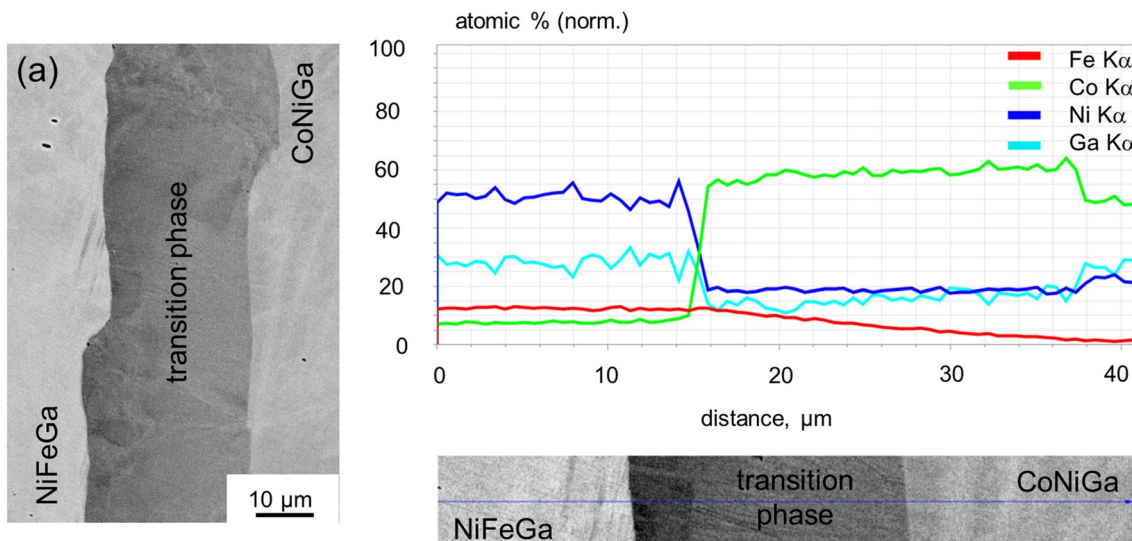 (a)
NiFeGa
transition phase
CoNiGa
10 µm
atomic % (norm.)
100
80
60
40
20
0
Fe Kα
Co Kα
Ni Kα
Ga Kα
0 10 20 30 40
distance, µm
NiFeGa
transition
phase
CoNiGa